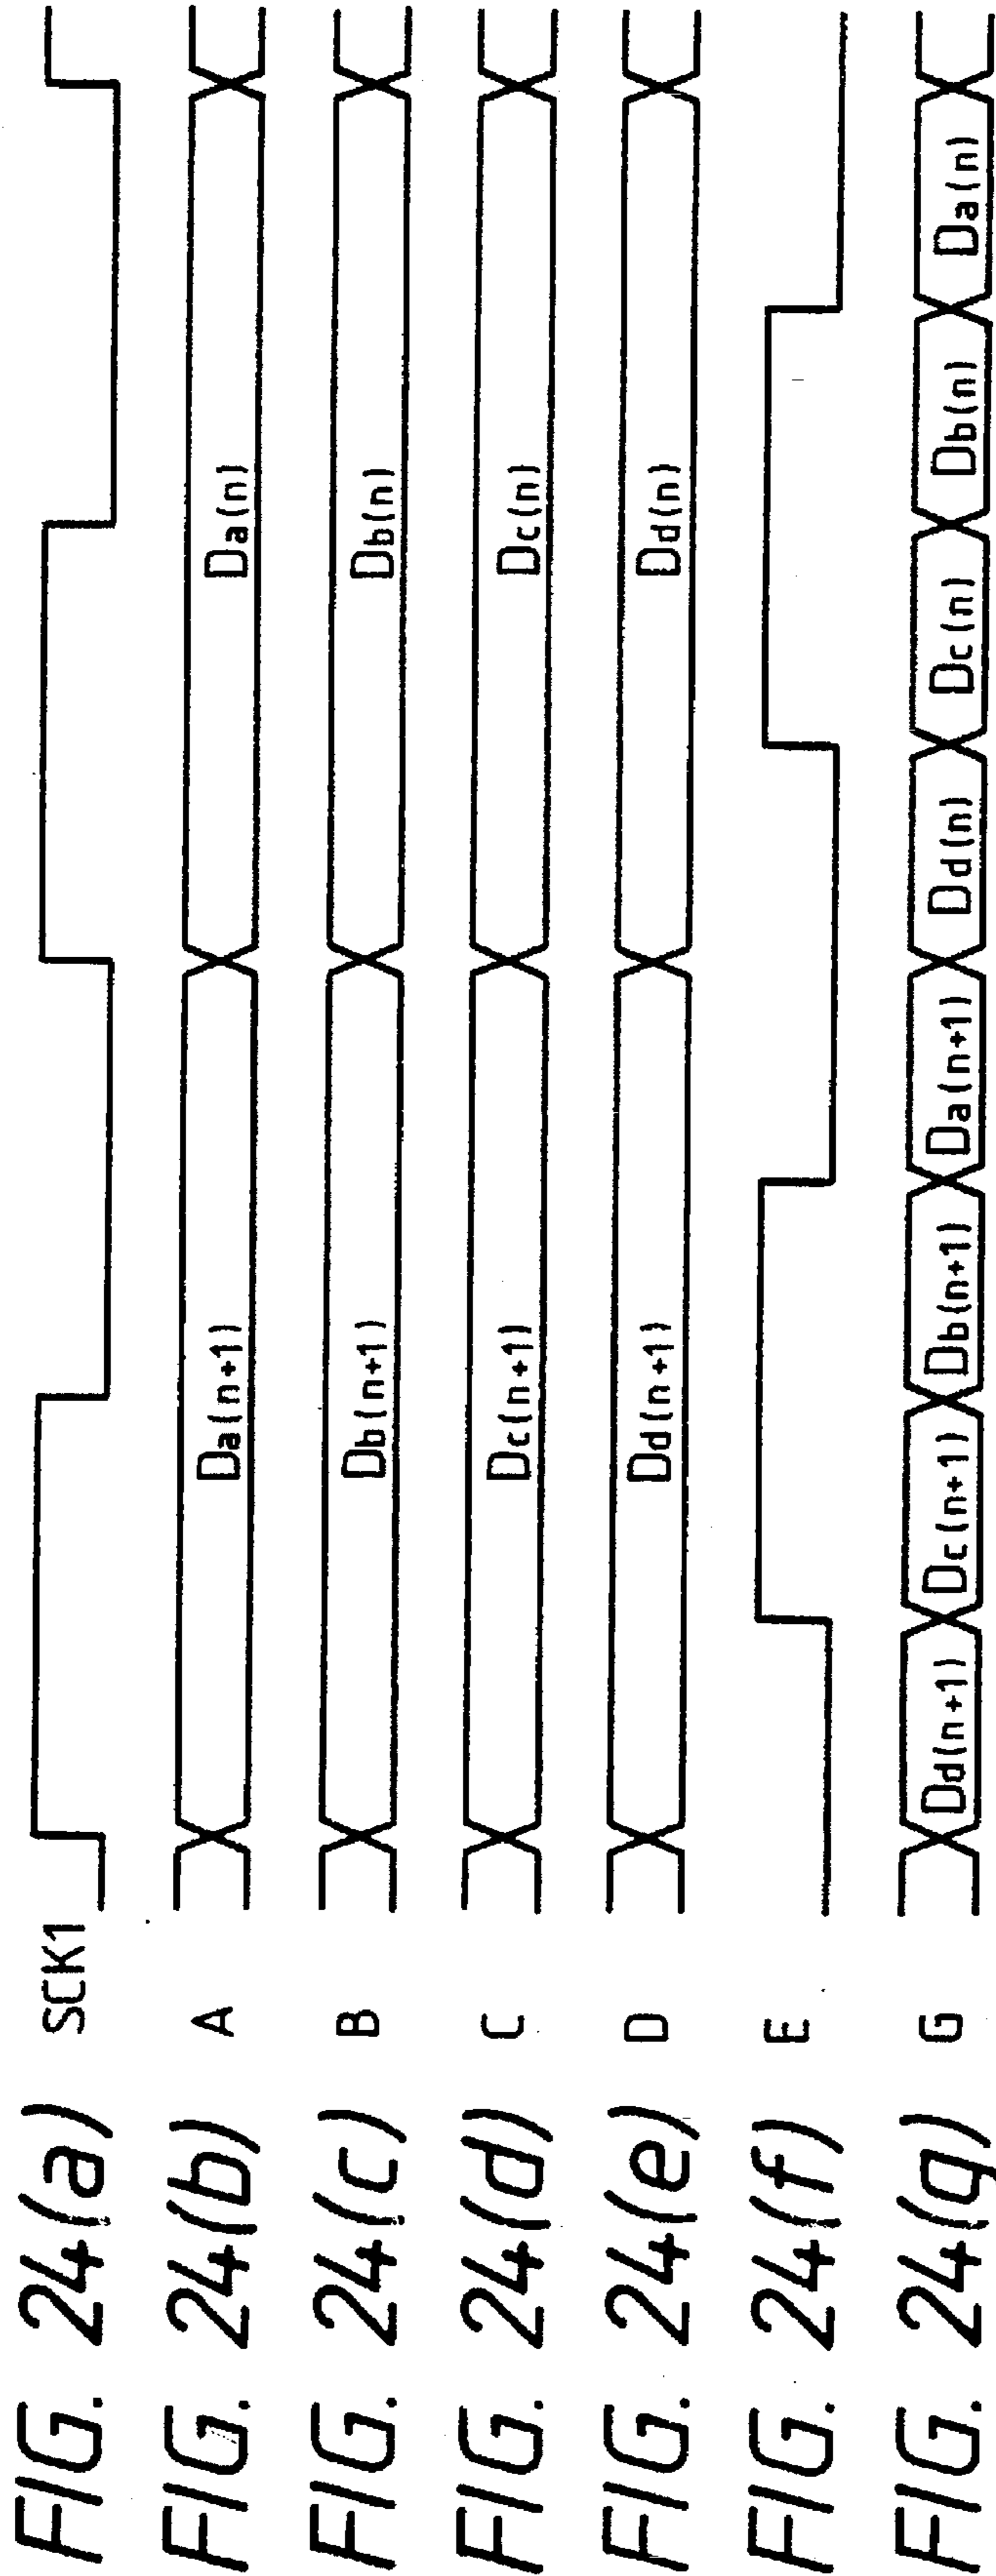 FIG. 24(a) SCK1
FIG. 24(b) A Da(n+1) Da(n)
FIG. 24(c) B Db(n+1) Db(n)
FIG. 24(d) C Dc(n+1) Dc(n)
FIG. 24(e) D Dd(n+1) Dd(n)
FIG. 24(f) E
FIG. 24(g) G Dd(n+1) Dc(n+1) Db(n+1) Da(n+1) Dd(n) Dc(n) Db(n) Da(n)